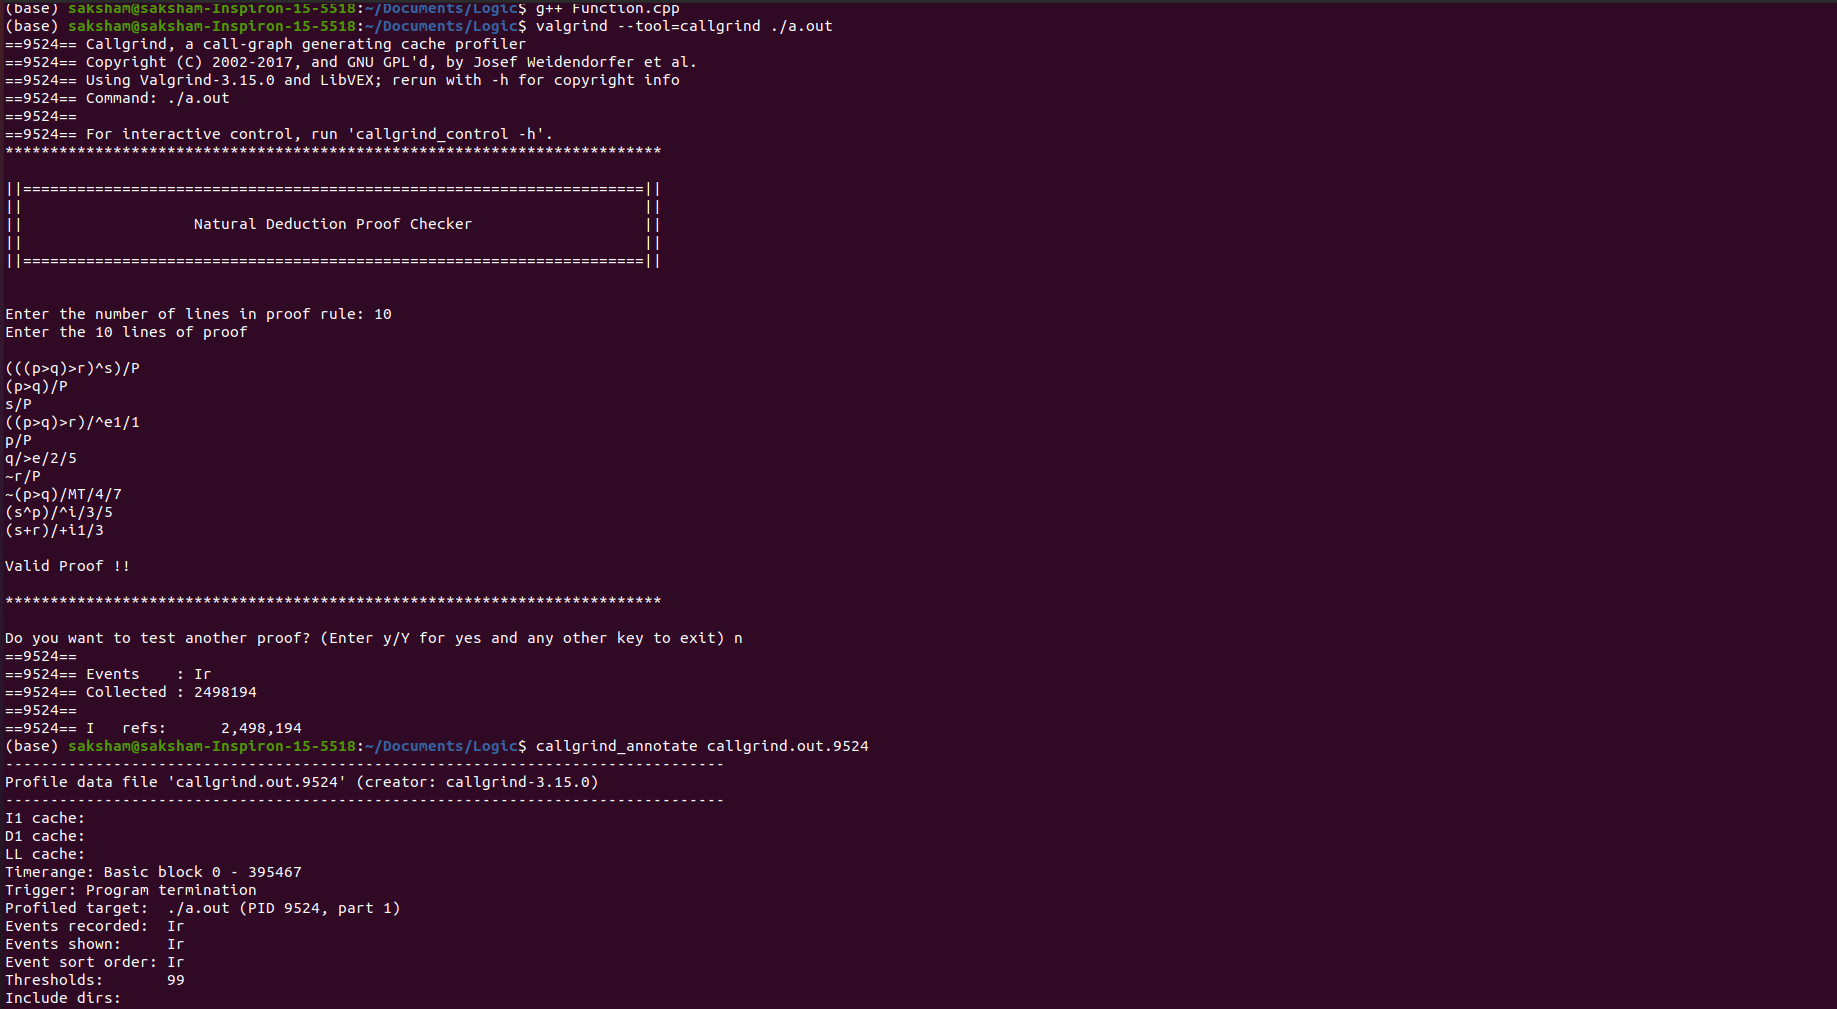 (base) saksham@saksham-Inspiron-15-5518:~/Documents/Logic$ g++ Function.cpp
(base) saksham@saksham-Inspiron-15-5518:~/Documents/Logic$ valgrind --tool=callgrind ./a.out
==9524== Callgrind, a call-graph generating cache profiler
==9524== Copyright (C) 2002-2017, and GNU GPL'd, by Josef Weidendorfer et al.
==9524== Using Valgrind-3.15.0 and LibVEX; rerun with -h for copyright info
==9524== Command: ./a.out
==9524==
==9524== For interactive control, run 'callgrind_control -h'.
*************************************************************************

||=====================================================================||
||                                                                     ||
||                   Natural Deduction Proof Checker                   ||
||                                                                     ||
||=====================================================================||


Enter the number of lines in proof rule: 10
Enter the 10 lines of proof

(((p>q)>r)^s)/P
(p>q)/P
s/P
((p>q)>r)/^e1/1
p/P
q/>e/2/5
~r/P
~(p>q)/MT/4/7
(s^p)/^i/3/5
(s+r)/+i1/3

Valid Proof !!

*************************************************************************

Do you want to test another proof? (Enter y/Y for yes and any other key to exit) n
==9524==
==9524== Events    : Ir
==9524== Collected : 2498194
==9524==
==9524== I   refs:      2,498,194
(base) saksham@saksham-Inspiron-15-5518:~/Documents/Logic$ callgrind_annotate callgrind.out.9524
--------------------------------------------------------------------------------
Profile data file 'callgrind.out.9524' (creator: callgrind-3.15.0)
--------------------------------------------------------------------------------
I1 cache:
D1 cache:
LL cache:
Timerange: Basic block 0 - 395467
Trigger: Program termination
Profiled target:  ./a.out (PID 9524, part 1)
Events recorded:  Ir
Events shown:     Ir
Event sort order: Ir
Thresholds:       99
Include dirs: